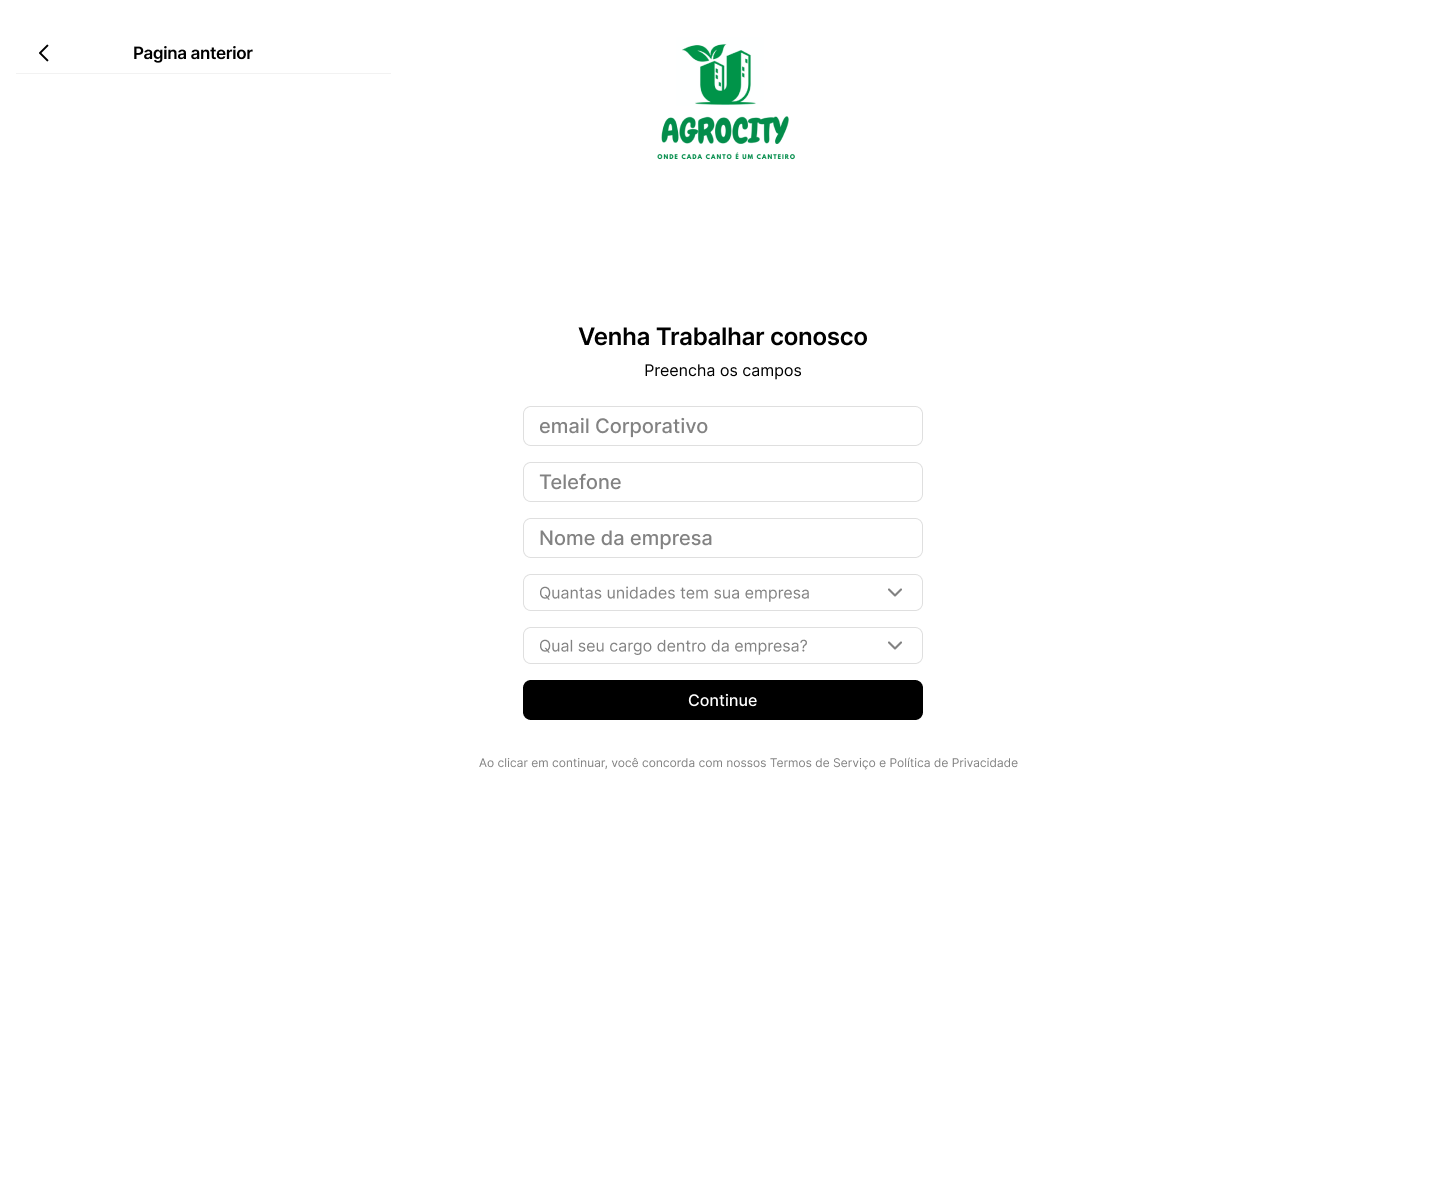 Pagina anterior
AGROCITY
ONDE CADA CANTO É UM CANTEIRO
Venha Trabalhar conosco
Preencha os campos
email Corporativo
Telefone
Nome da empresa
Quantas unidades tem sua empresa
Qual seu cargo dentro da empresa?
Continue
Ao clicar em continuar, você concorda com nossos Termos de Serviço e Política de Privacidade